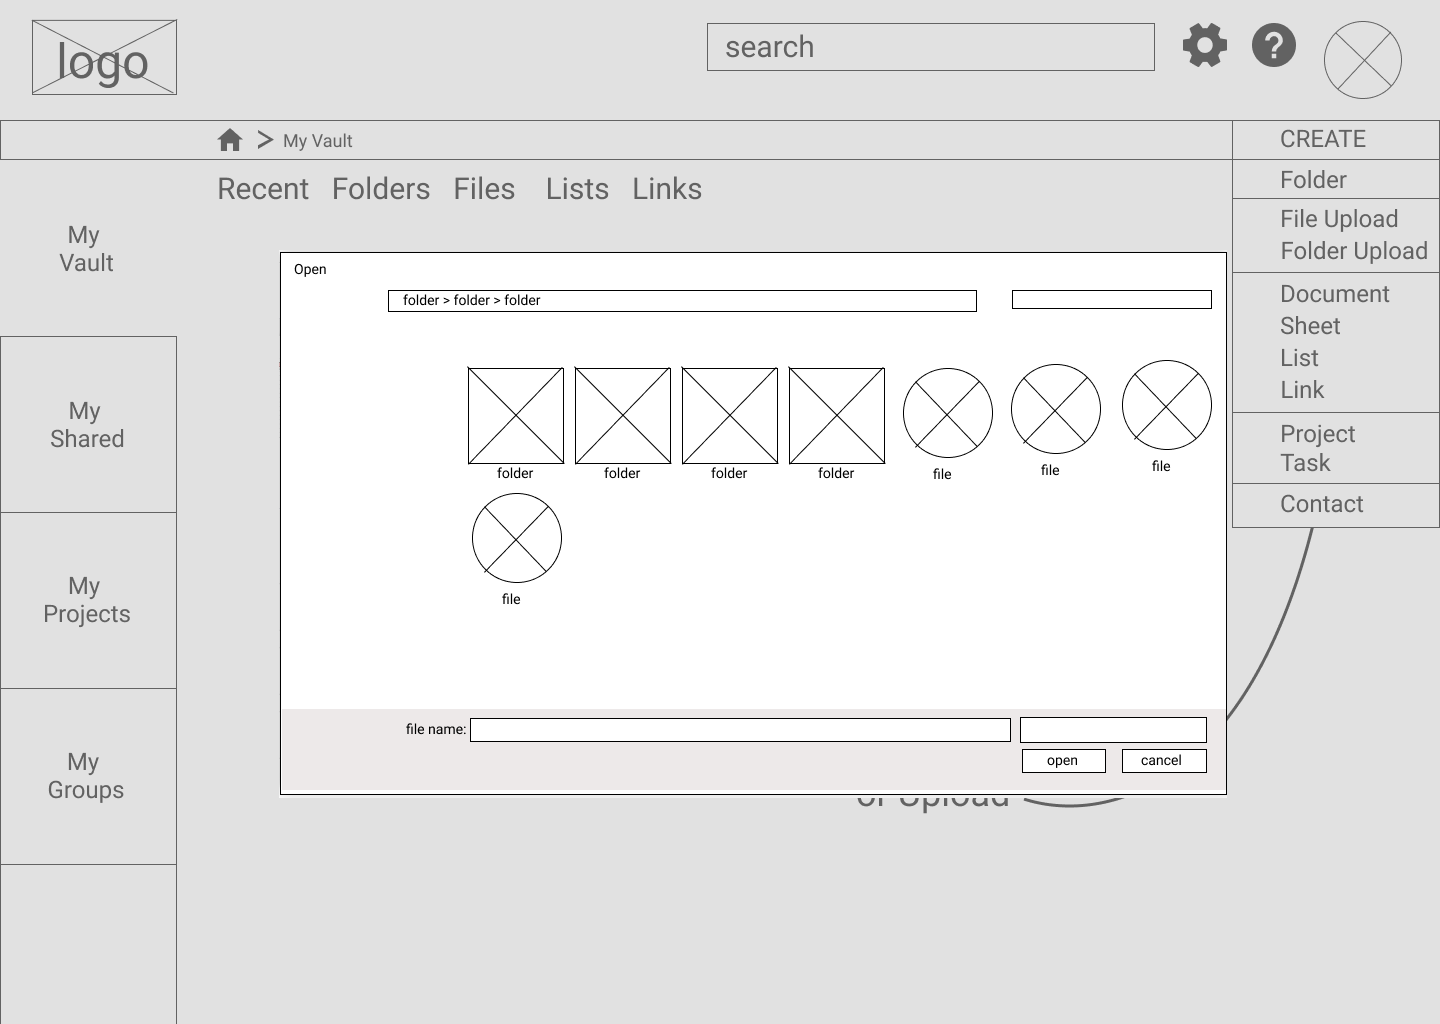 logo
search
?
> My Vault
CREATE
Recent Folders Files Lists Links
Folder
File Upload
Folder Upload
Document
Sheet
List
Link
Project
Task
Contact
My
Vault
My
Shared
My
Projects
My
Groups
Open
folder > folder > folder
folder folder folder folder file file file
file
file name:
open cancel
or Upload